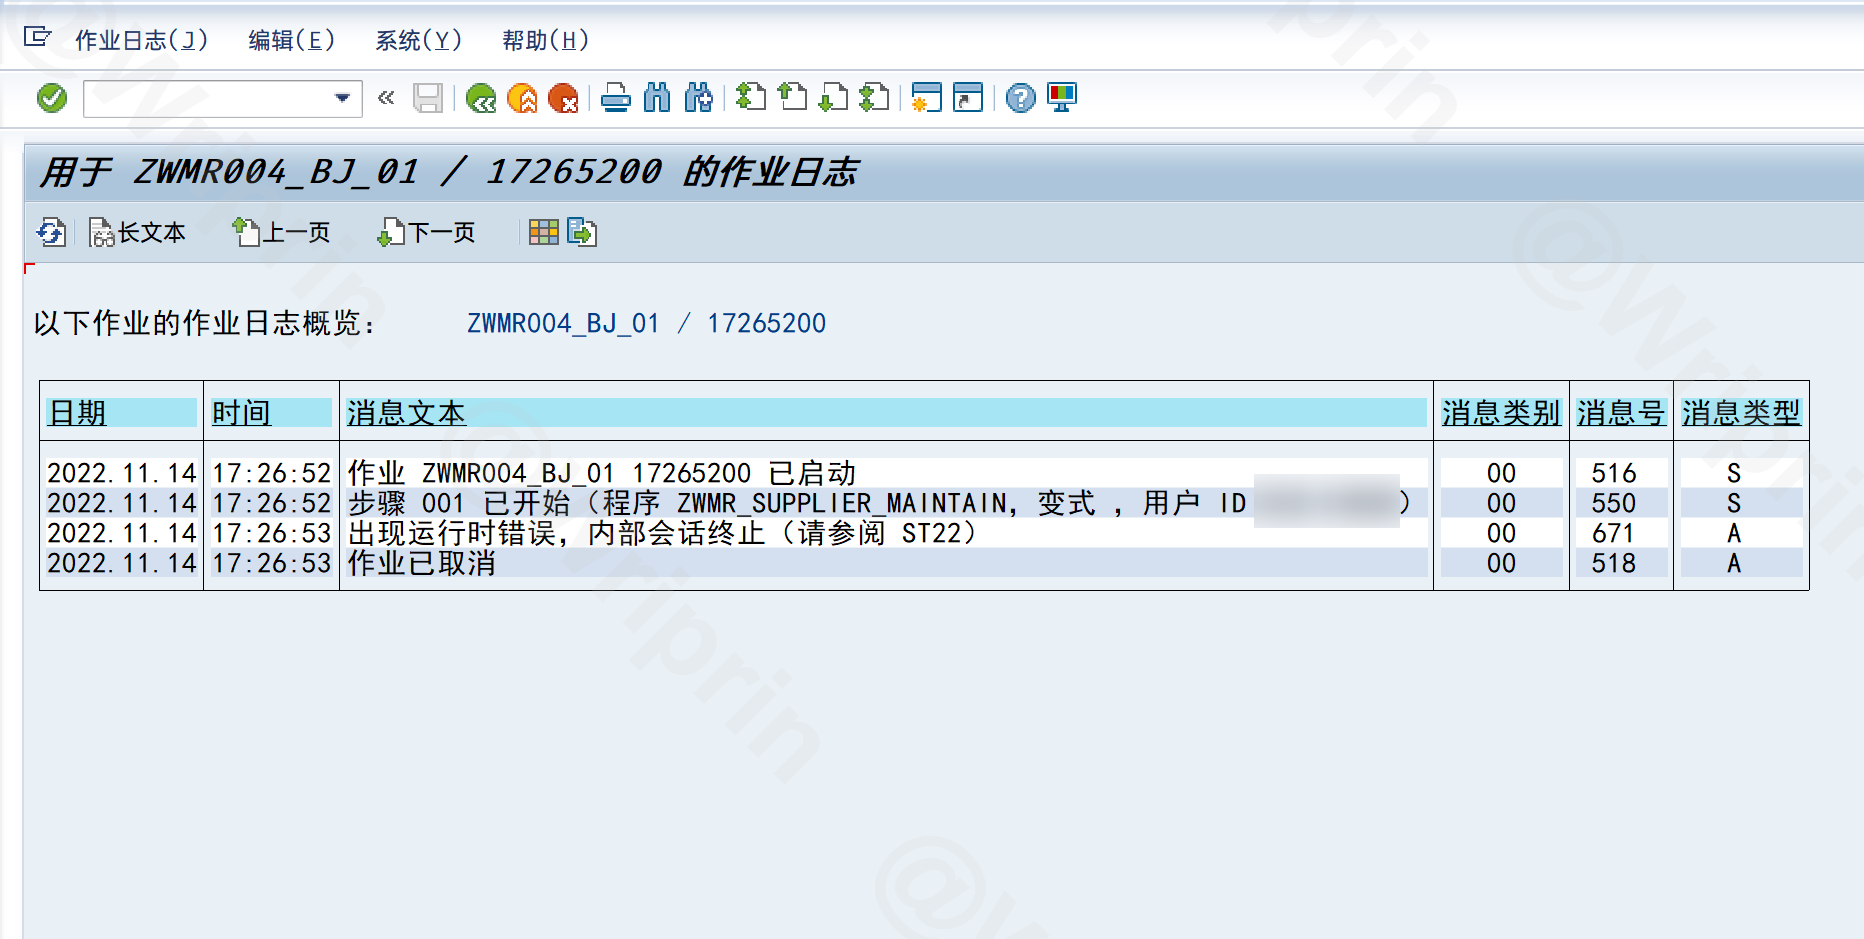 作业日志(J) 编辑(E) 系统(Y) 帮助(H)
用于 ZWMR004_BJ_01 / 17265200 的作业日志
长文本 上一页 下一页
以下作业的作业日志概览： ZWMR004_BJ_01 / 17265200
日期 时间 消息文本 消息类别 消息号 消息类型
2022.11.14 17:26:52 作业 ZWMR004_BJ_01 17265200 已启动 00 516 S
2022.11.14 17:26:52 步骤 001 已开始（程序 ZWMR_SUPPLIER_MAINTAIN，变式 ，用户 ID ） 00 550 S
2022.11.14 17:26:53 出现运行时错误，内部会话终止（请参阅 ST22） 00 671 A
2022.11.14 17:26:53 作业已取消 00 518 A
@Wriprin
@Wriprin
@Wriprin